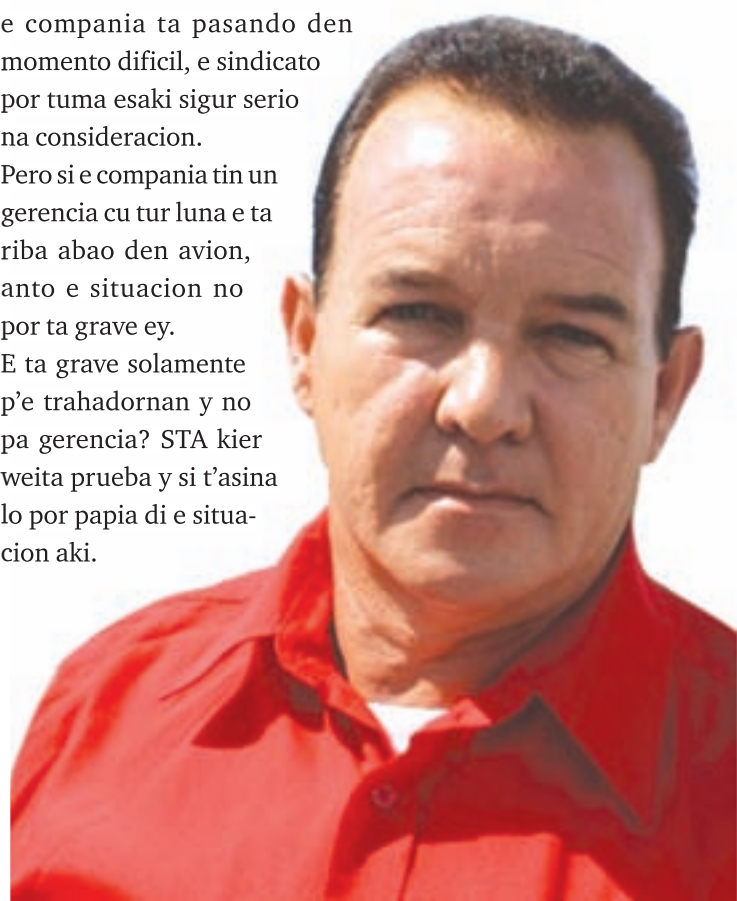 e compania ta pasando den
momento dificil, e sindicato
por tuma esaki sigur serio
na consideracion.
Pero si e compania tin un
gerencia cu tur luna e ta
riba abao den avion,
anto e situacion no
por ta grave ey.
E ta grave solamente
p’e trahadornan y no
pa gerencia? STA kier
weita prueba y si t’asina
lo por papia di e situa-
cion aki.